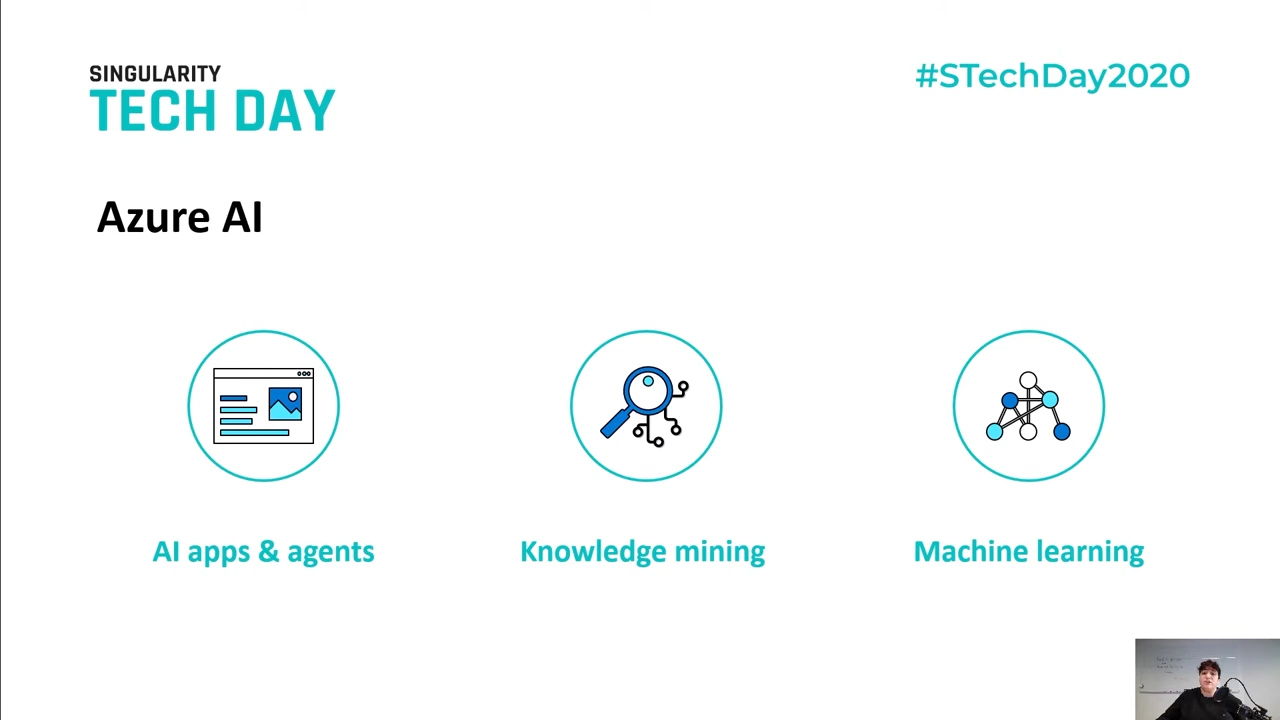 SINGULARITY
TECH DAY
#STechDay2020
Azure AI
AI apps & agents
Knowledge mining
Machine learning